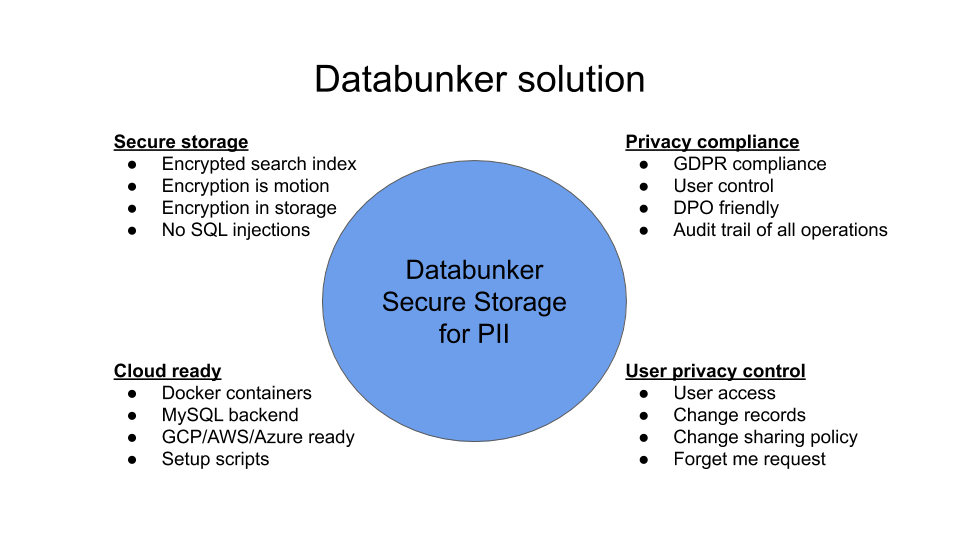 Databunker solution
Secure storage
● Encrypted search index
● Encryption is motion
● Encryption in storage
● No SQL injections
Privacy compliance
● GDPR compliance
● User control
● DPO friendly
● Audit trail of all operations
Databunker
Secure Storage
for PII
Cloud ready
● Docker containers
● MySQL backend
● GCP/AWS/Azure ready
● Setup scripts
User privacy control
● User access
● Change records
● Change sharing policy
● Forget me request